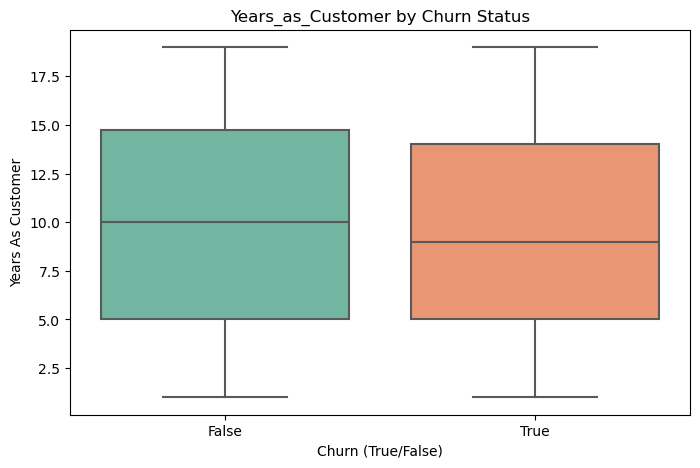 Years_as_Customer by Churn Status
Years As Customer
17.5
15.0
12.5
10.0
7.5
5.0
2.5
False
True
Churn (True/False)